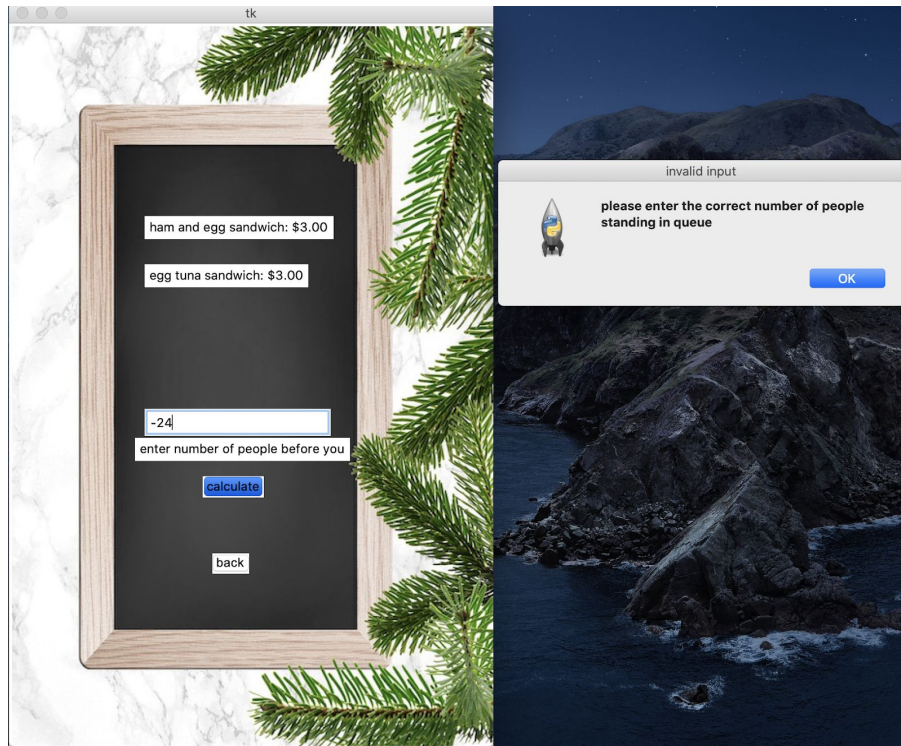 tk
ham and egg sandwich: $3.00
egg tuna sandwich: $3.00
-24
enter number of people before you
calculate
back
invalid input
please enter the correct number of people
standing in queue
OK